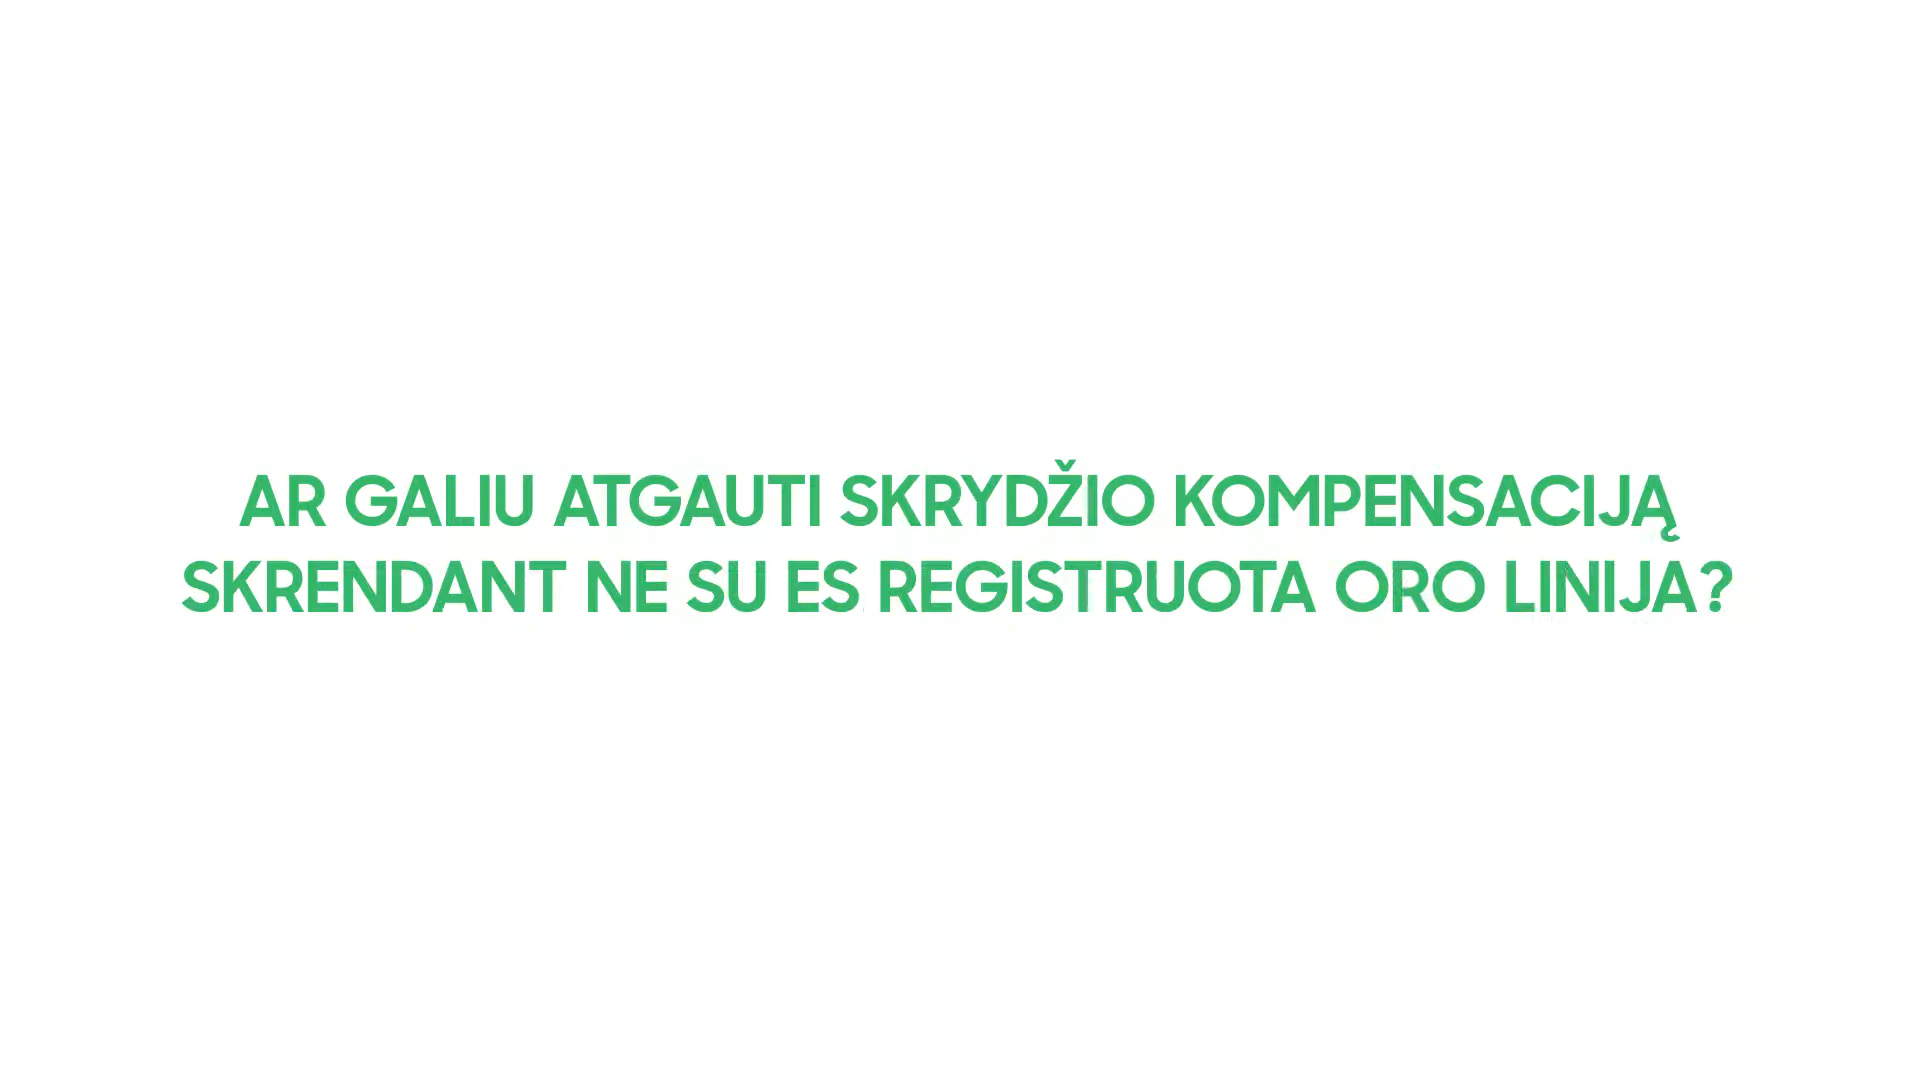 AR GALIU ATGAUTI SKRYDŽIO KOMPENSACIJĄ
SKRENDANT NE SU ES REGISTRUOTA ORO LINIJA?